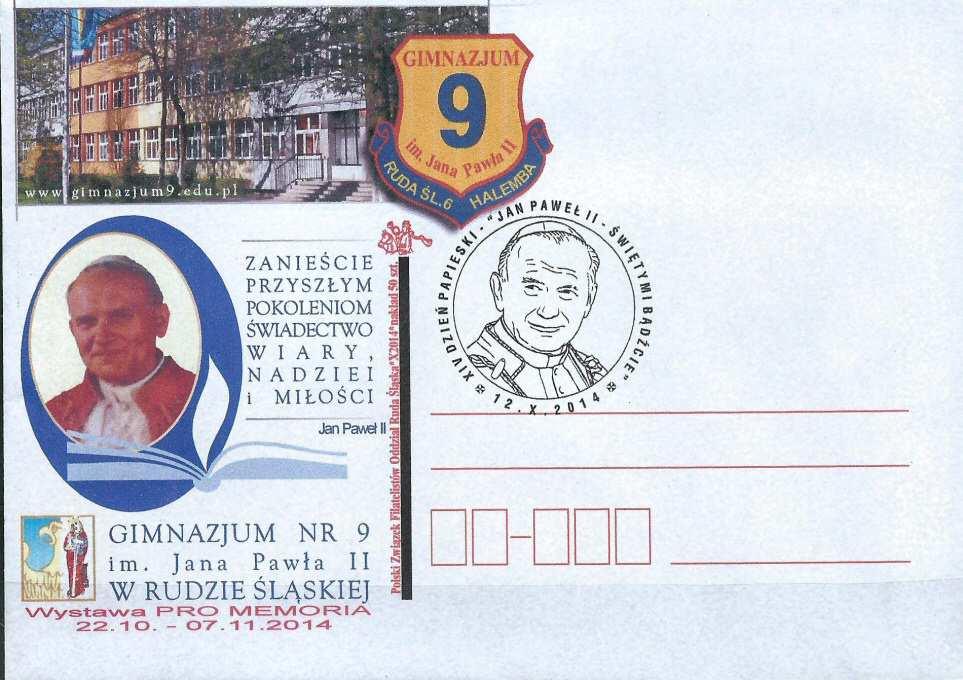 www.gimnazjum9.edu.pl
GIMNAZJUM
9
im. Jana Pawła II
RUDA ŚL.6 HALEMBA
ZANIEŚCIE
PRZYSZŁYM
POKOLENIOM
ŚWIADECTWO
WIARY,
NADZIEI
i MIŁOŚCI
Jan Paweł II
Polski Związek Filatelistów Oddział Ruda Śląska*X2014*nakład 50 szt.
XIV DZIEŃ PAPIESKI - "JAN PAWEŁ II - ŚWIĘTYMI BĄDŹCIE"
12.X.2014
GIMNAZJUM NR 9
im. Jana Pawła II
W RUDZIE ŚLĄSKIEJ
Wystawa PRO MEMORIA
22.10. - 07.11.2014